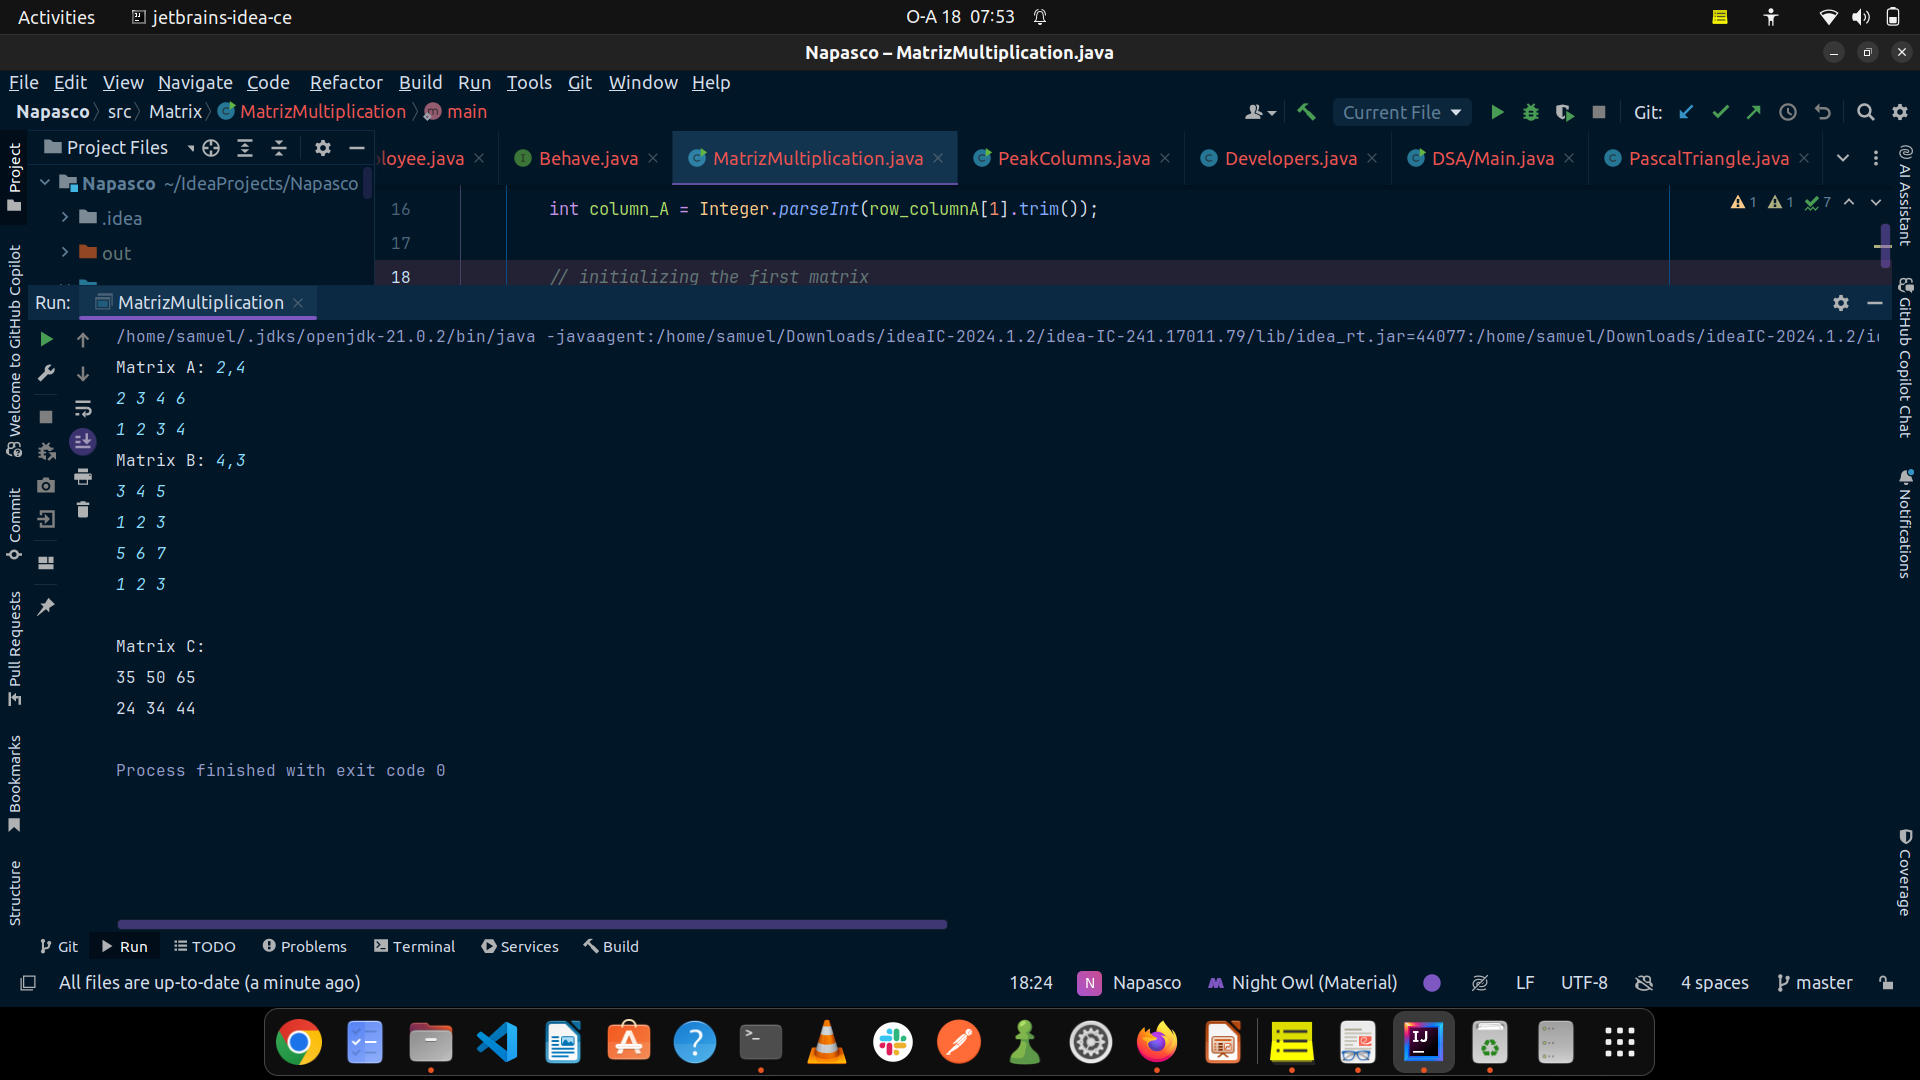 Activities jetbrains-idea-ce O-A 18 07:53
Napasco – MatrizMultiplication.java
File Edit View Navigate Code Refactor Build Run Tools Git Window Help
Napasco src Matrix MatrizMultiplication main Current File Git:
Project Files loyee.java Behave.java MatrizMultiplication.java PeakColumns.java Developers.java DSA/Main.java PascalTriangle.java
Napasco ~/IdeaProjects/Napasco
.idea
out
16 int column_A = Integer.parseInt(row_columnA[1].trim()); 1 1 7
17
18 // initializing the first matrix
Run: MatrizMultiplication
/home/samuel/.jdks/openjdk-21.0.2/bin/java -javaagent:/home/samuel/Downloads/ideaIC-2024.1.2/idea-IC-241.17011.79/lib/idea_rt.jar=44077:/home/samuel/Downloads/ideaIC-2024.1.2/
Matrix A: 2,4
2 3 4 6
1 2 3 4
Matrix B: 4,3
3 4 5
1 2 3
5 6 7
1 2 3
Matrix C:
35 50 65
24 34 44
Process finished with exit code 0
Project
Welcome to GitHub Copilot
Commit
Pull Requests
Bookmarks
Structure
AI Assistant
GitHub Copilot Chat
Notifications
Coverage
Git Run TODO Problems Terminal Services Build
All files are up-to-date (a minute ago) 18:24 N Napasco Night Owl (Material) LF UTF-8 4 spaces master
IJ